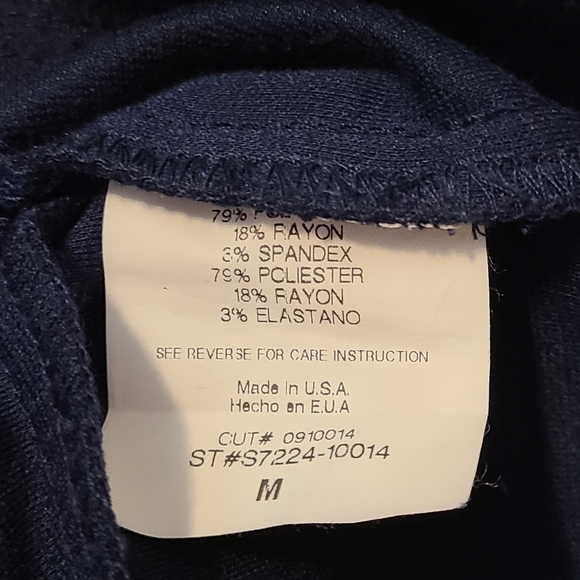 79%
18% RAYON
3% SPANDEX
79% POLIESTER
18% RAYON
3% ELASTANO
SEE REVERSE FOR CARE INSTRUCTION
Made In U.S.A.
Hecho en E.U.A
CUT# 0910014
ST#S7224-10014
M